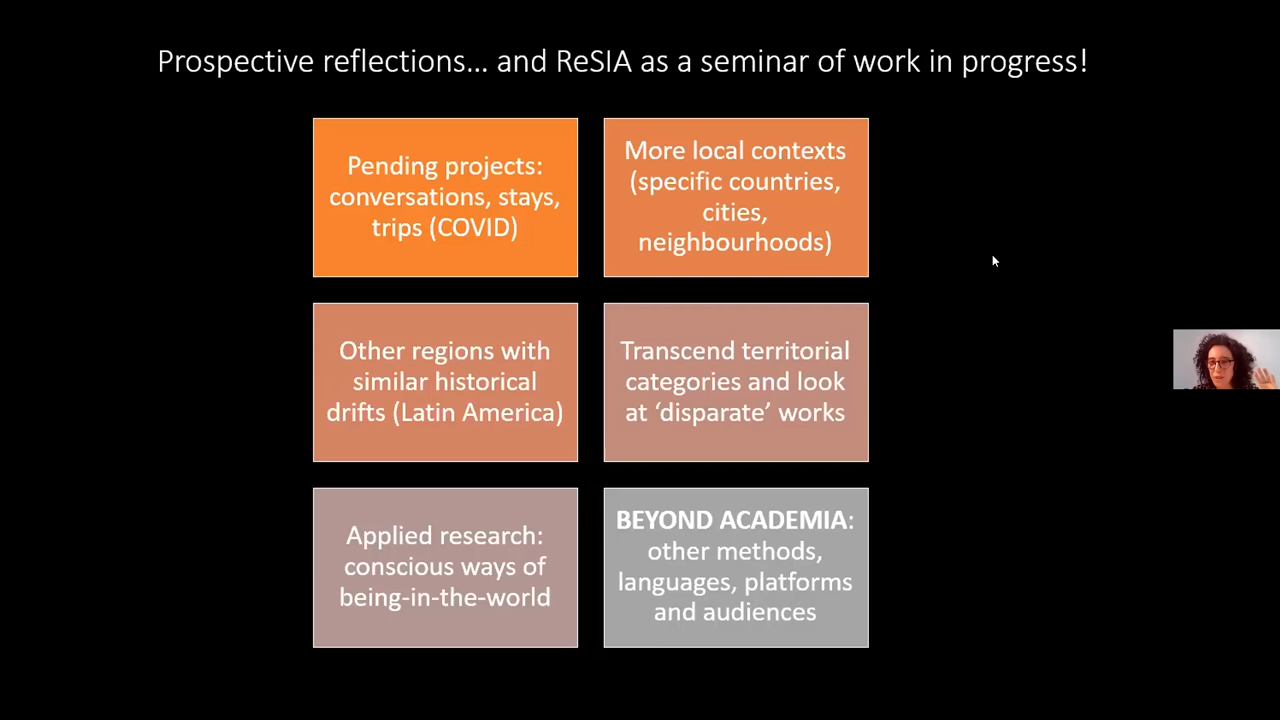 Prospective reflections... and ReSIA as a seminar of work in progress!
Pending projects:
conversations, stays,
trips (COVID)
More local contexts
(specific countries,
cities,
neighbourhoods)
Other regions with
similar historical
drifts (Latin America)
Transcend territorial
categories and look
at ‘disparate’ works
Applied research:
conscious ways of
being-in-the-world
BEYOND ACADEMIA:
other methods,
languages, platforms
and audiences